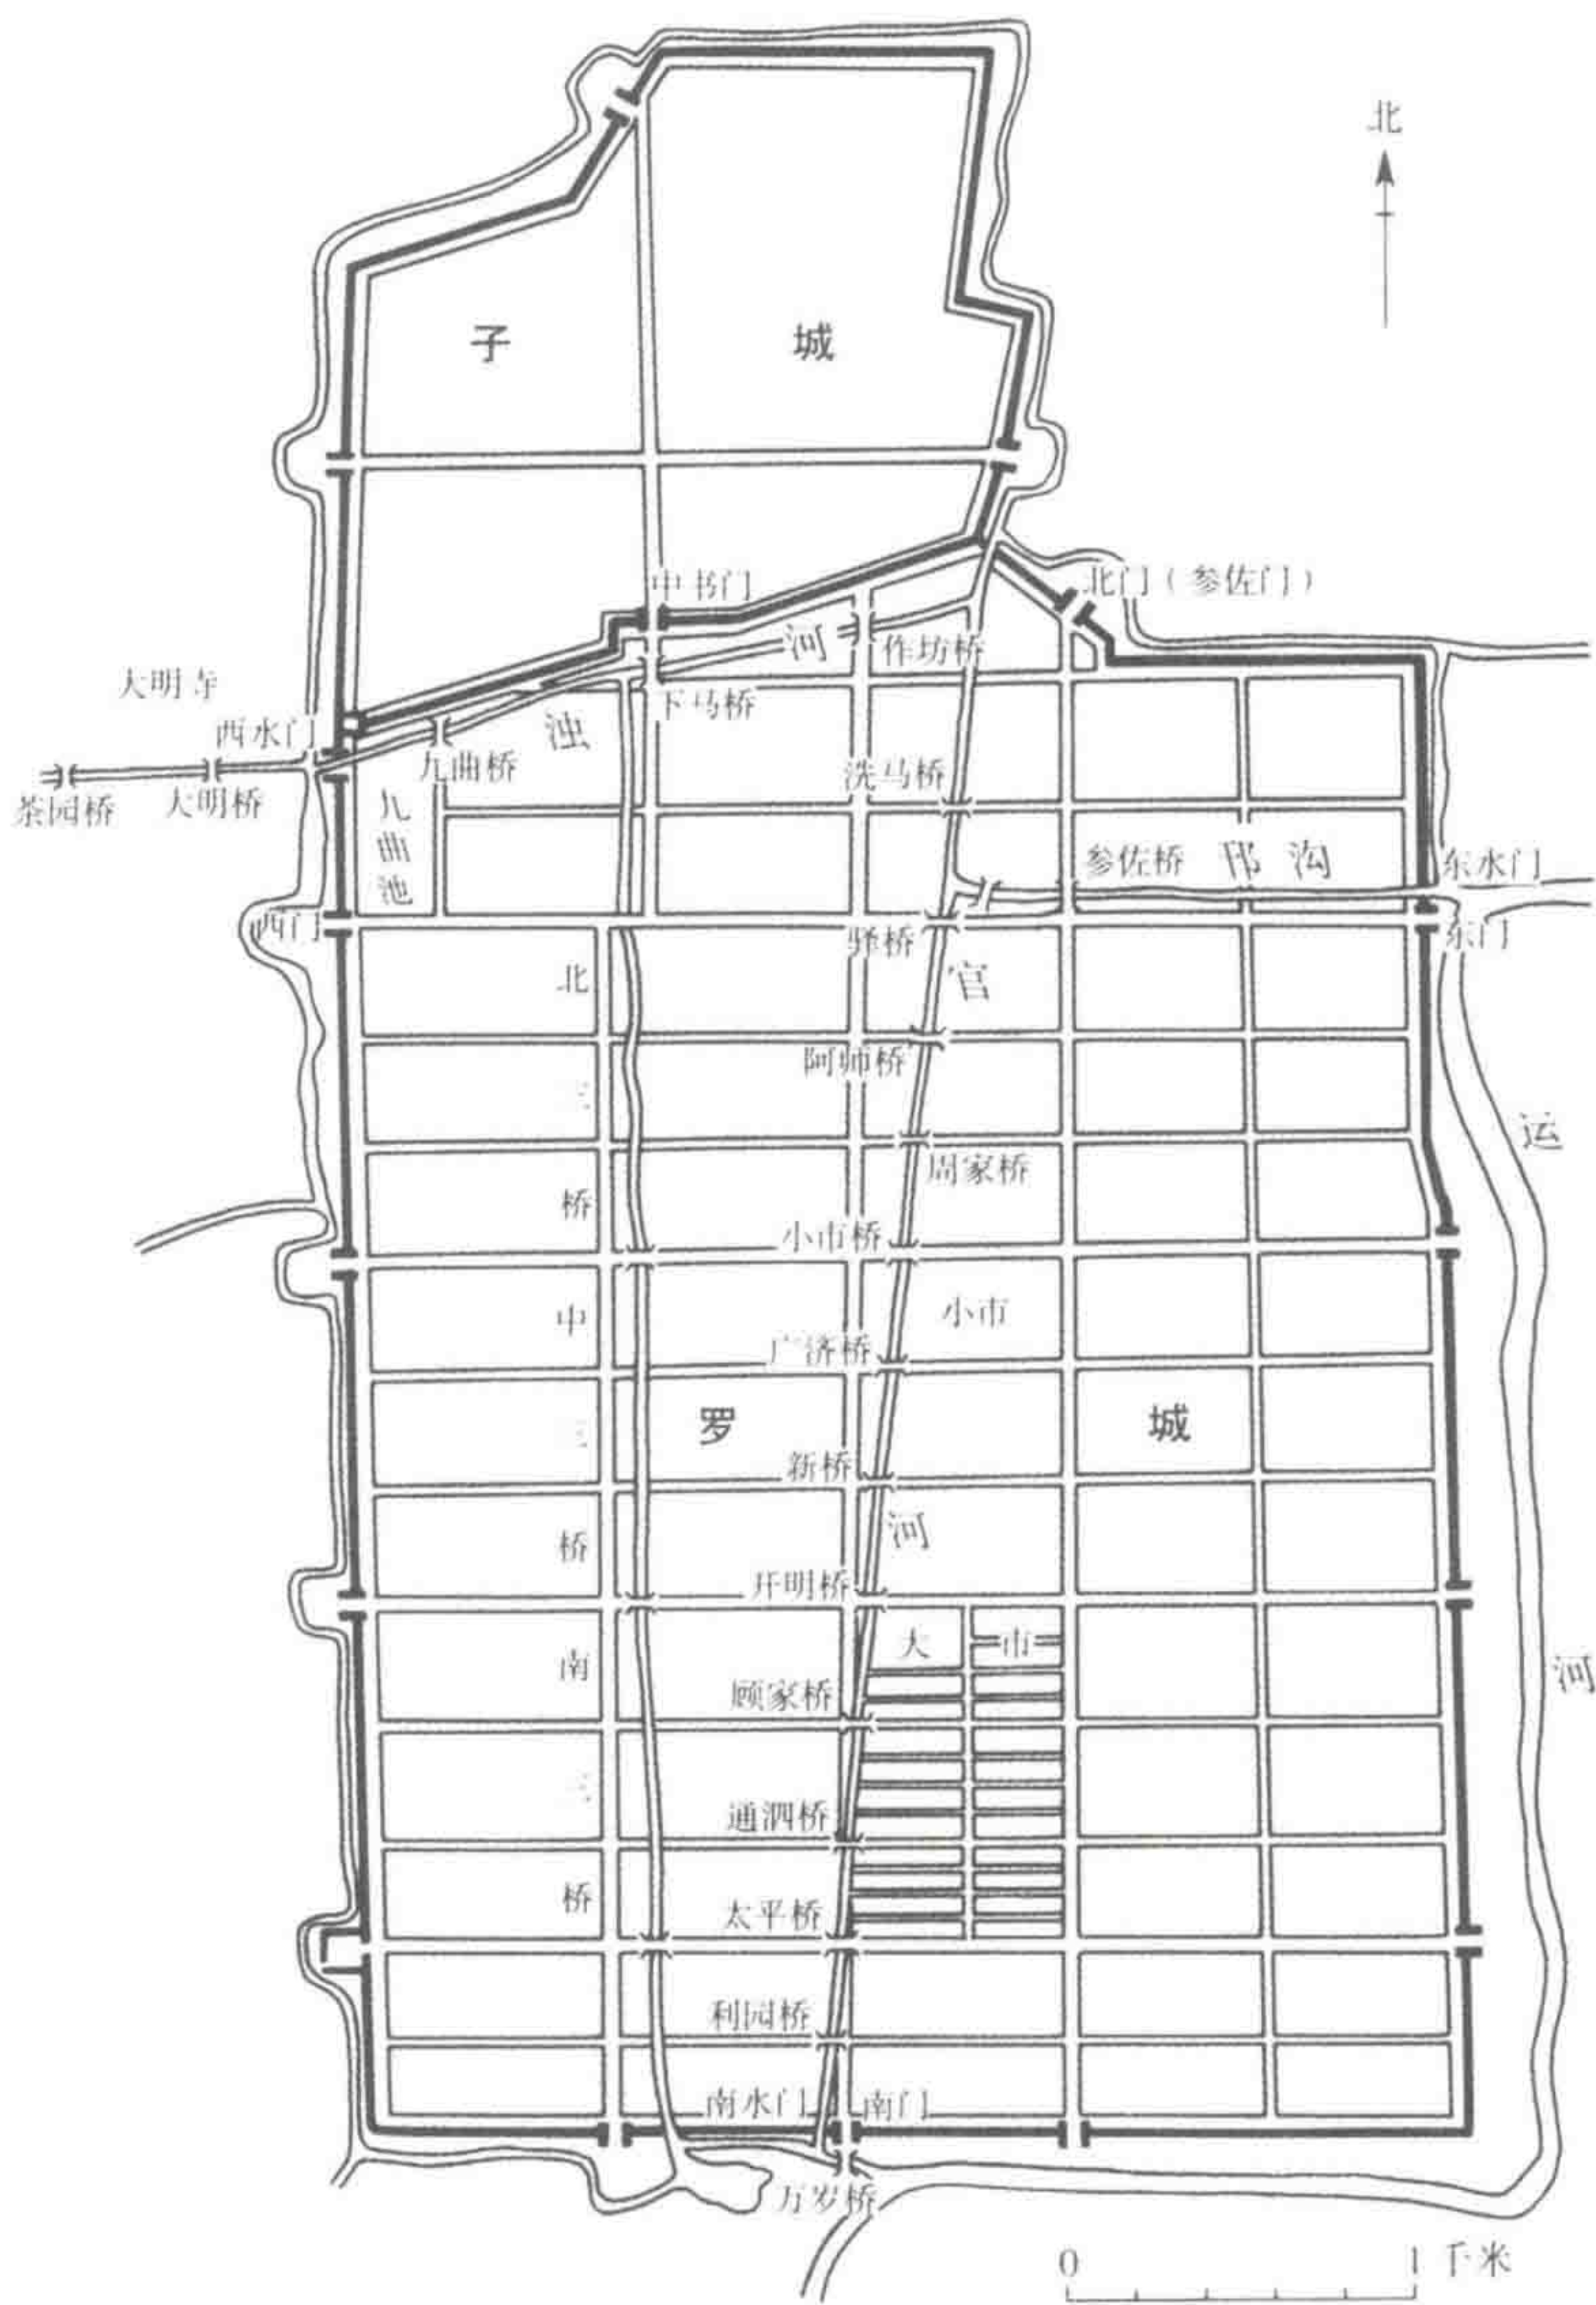 北
子 城
中书门
北门（参佐门）
河
作坊桥
大明寺
下马桥
西水门
浊
九曲桥
洗马桥
茶园桥
大明桥
九曲池
参佐桥
邗沟
东水门
西门
驿桥
东门
北三桥
官
阿师桥
运
周家桥
小市桥
中三桥
小市
广济桥
罗 城
新桥
河
开明桥
大市
南三桥
顾家桥
河
通泗桥
太平桥
利园桥
南水门
南门
万岁桥
0 1 千米